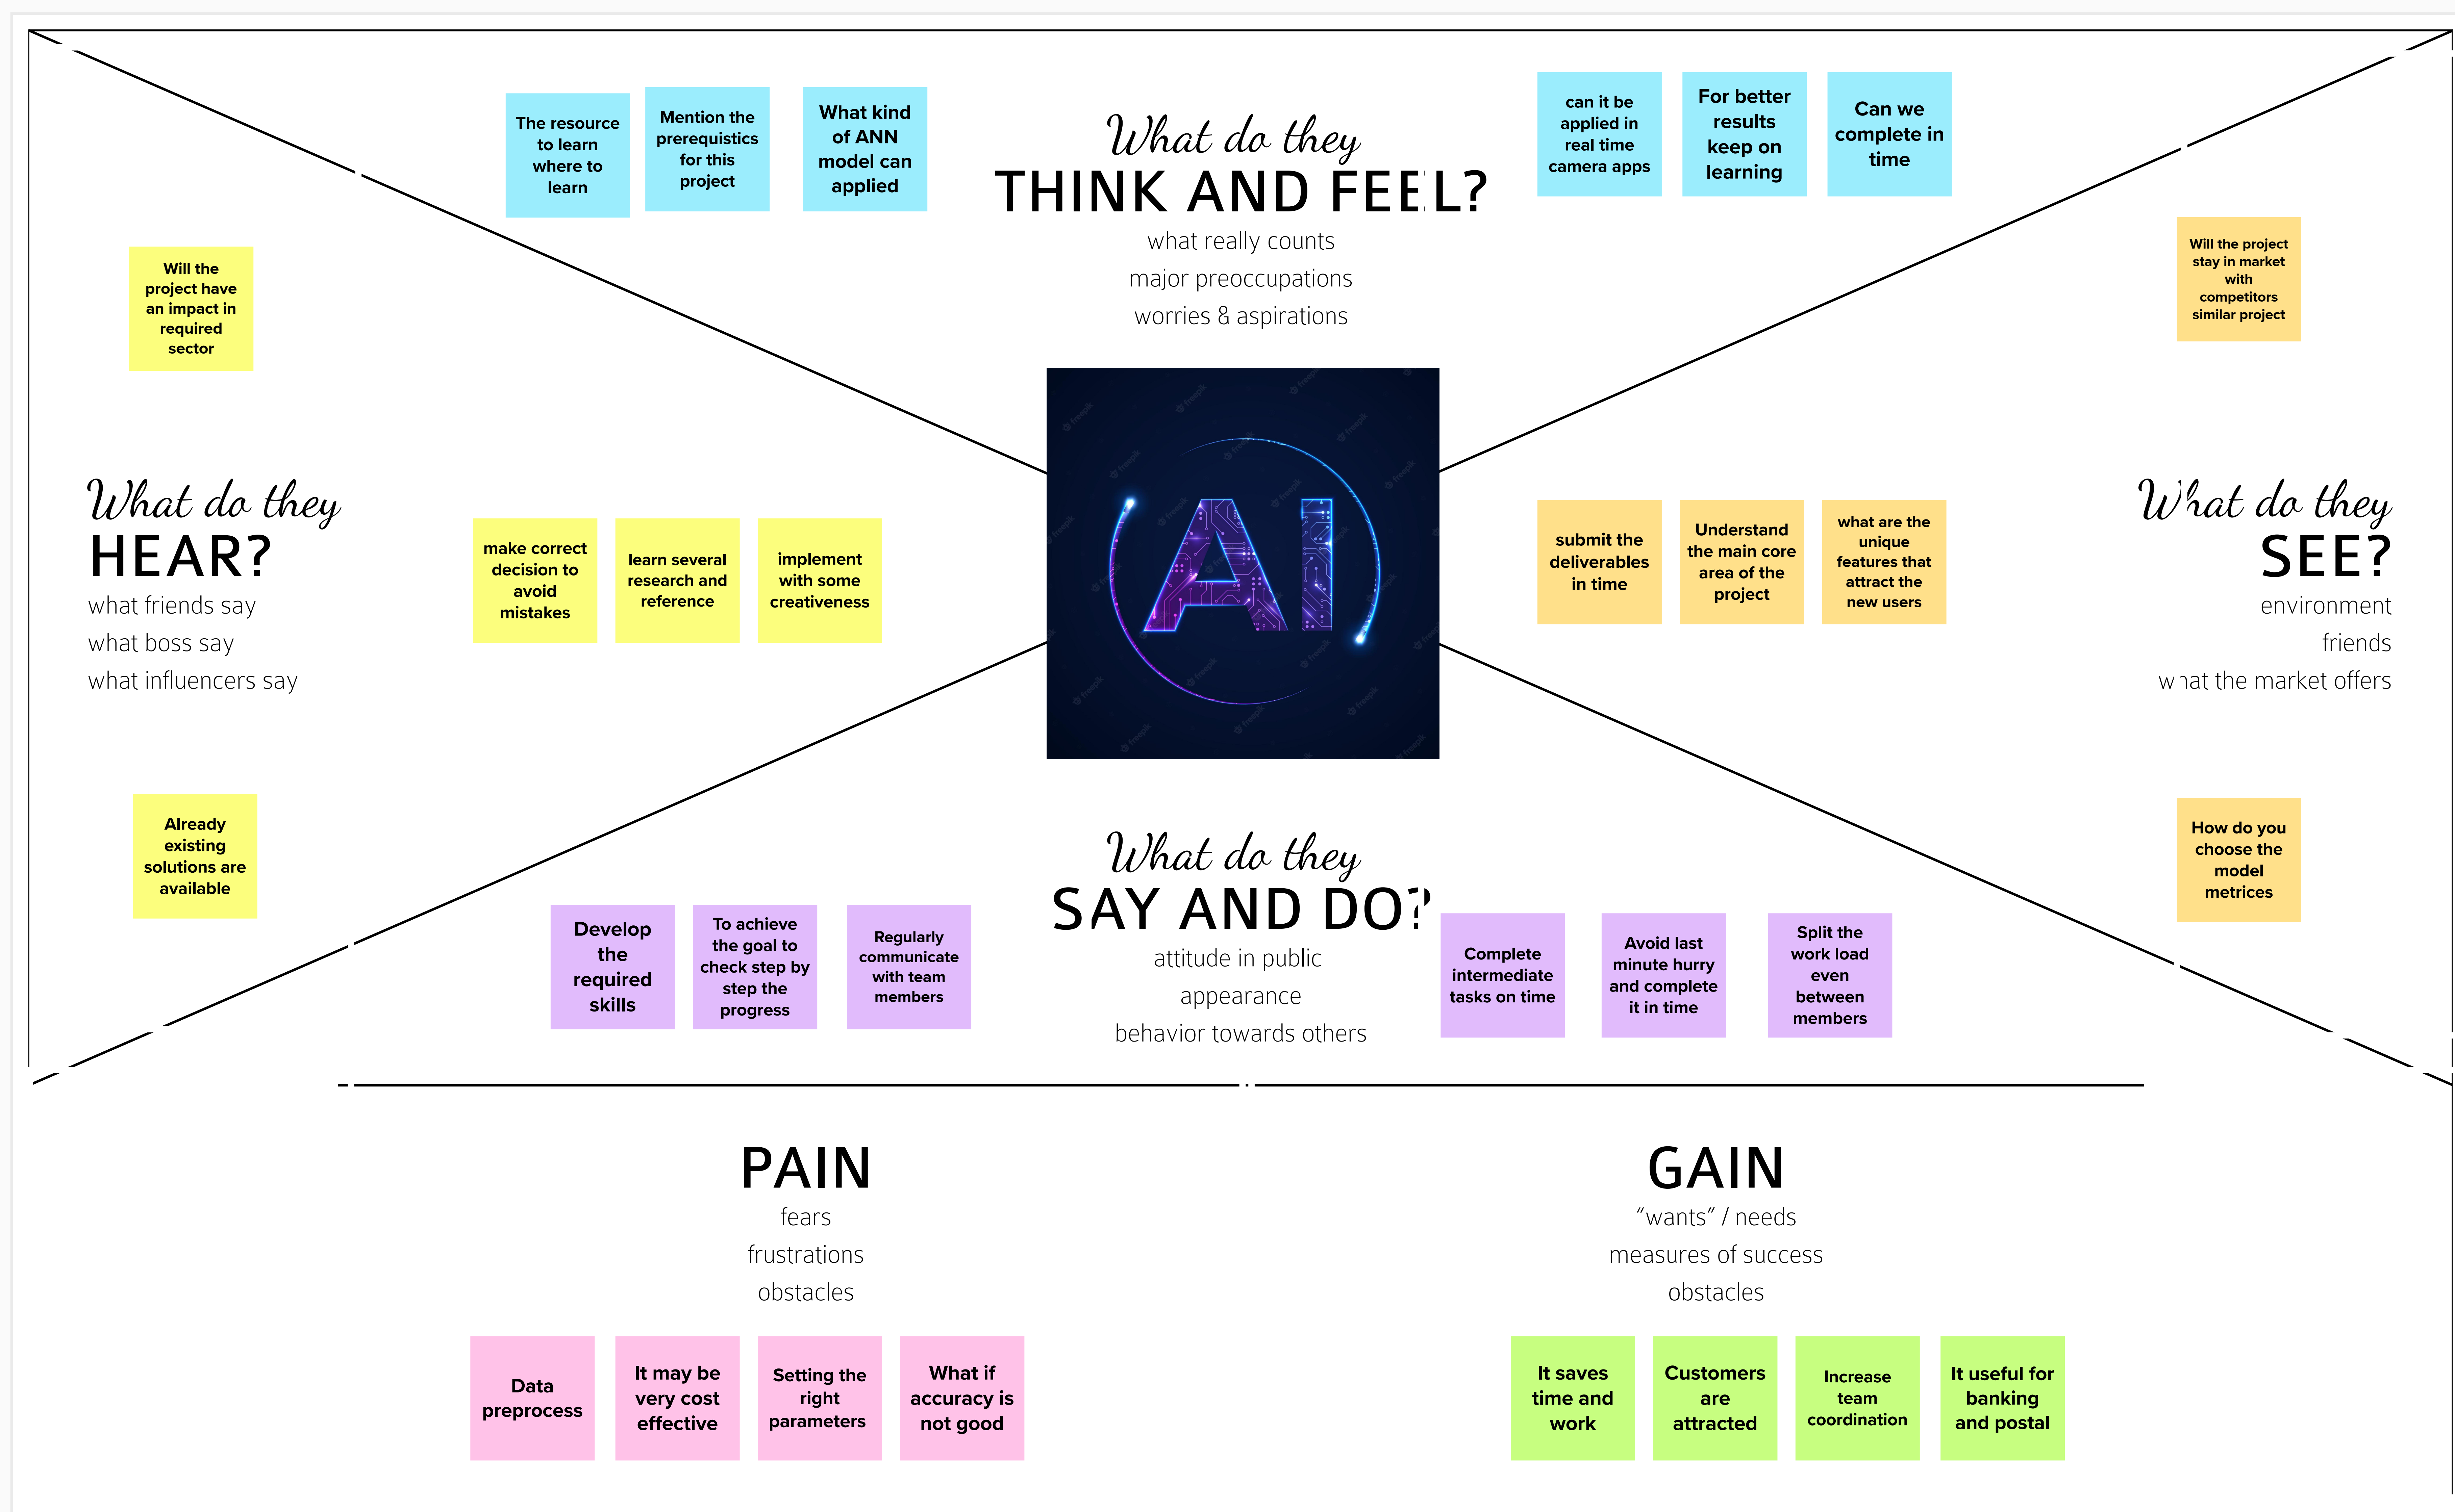 What do they
THINK AND FEEL?
what really counts
major preoccupations
worries & aspirations
The resource
to learn
where to
learn
Mention the
prerequistics
for this
project
What kind
of ANN
model can
applied
can it be
applied in
real time
camera apps
For better
results
keep on
learning
Can we
complete in
time
Will the
project have
an impact in
required
sector
What do they
HEAR?
what friends say
what boss say
what influencers say
make correct
decision to
avoid
mistakes
learn several
research and
reference
implement
with some
creativeness
Already
existing
solutions are
available
AI
freepik
Will the project
stay in market
with
competitors
similar project
submit the
deliverables
in time
Understand
the main core
area of the
project
what are the
unique
features that
attract the
new users
What do they
SEE?
environment
friends
what the market offers
How do you
choose the
model
metrices
What do they
SAY AND DO?
attitude in public
appearance
behavior towards others
Develop
the
required
skills
To achieve
the goal to
check step by
step the
progress
Regularly
communicate
with team
members
Complete
intermediate
tasks on time
Avoid last
minute hurry
and complete
it in time
Split the
work load
even
between
members
PAIN
fears
frustrations
obstacles
Data
preprocess
It may be
very cost
effective
Setting the
right
parameters
What if
accuracy is
not good
GAIN
“wants” / needs
measures of success
obstacles
It saves
time and
work
Customers
are
attracted
Increase
team
coordination
It useful for
banking
and postal